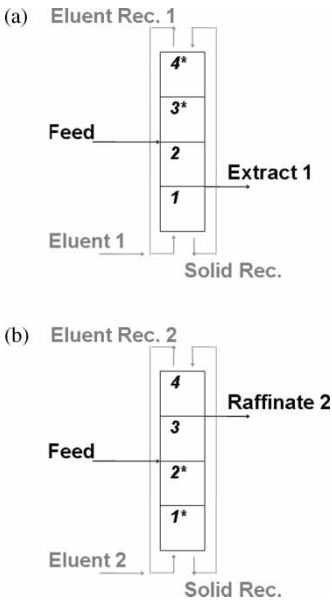 (a)
Eluent Rec. 1
4*
3*
Feed
2
Extract 1
1
Eluent 1
Solid Rec.
(b)
Eluent Rec. 2
4
Raffinate 2
3
Feed
2*
1*
Eluent 2
Solid Rec.